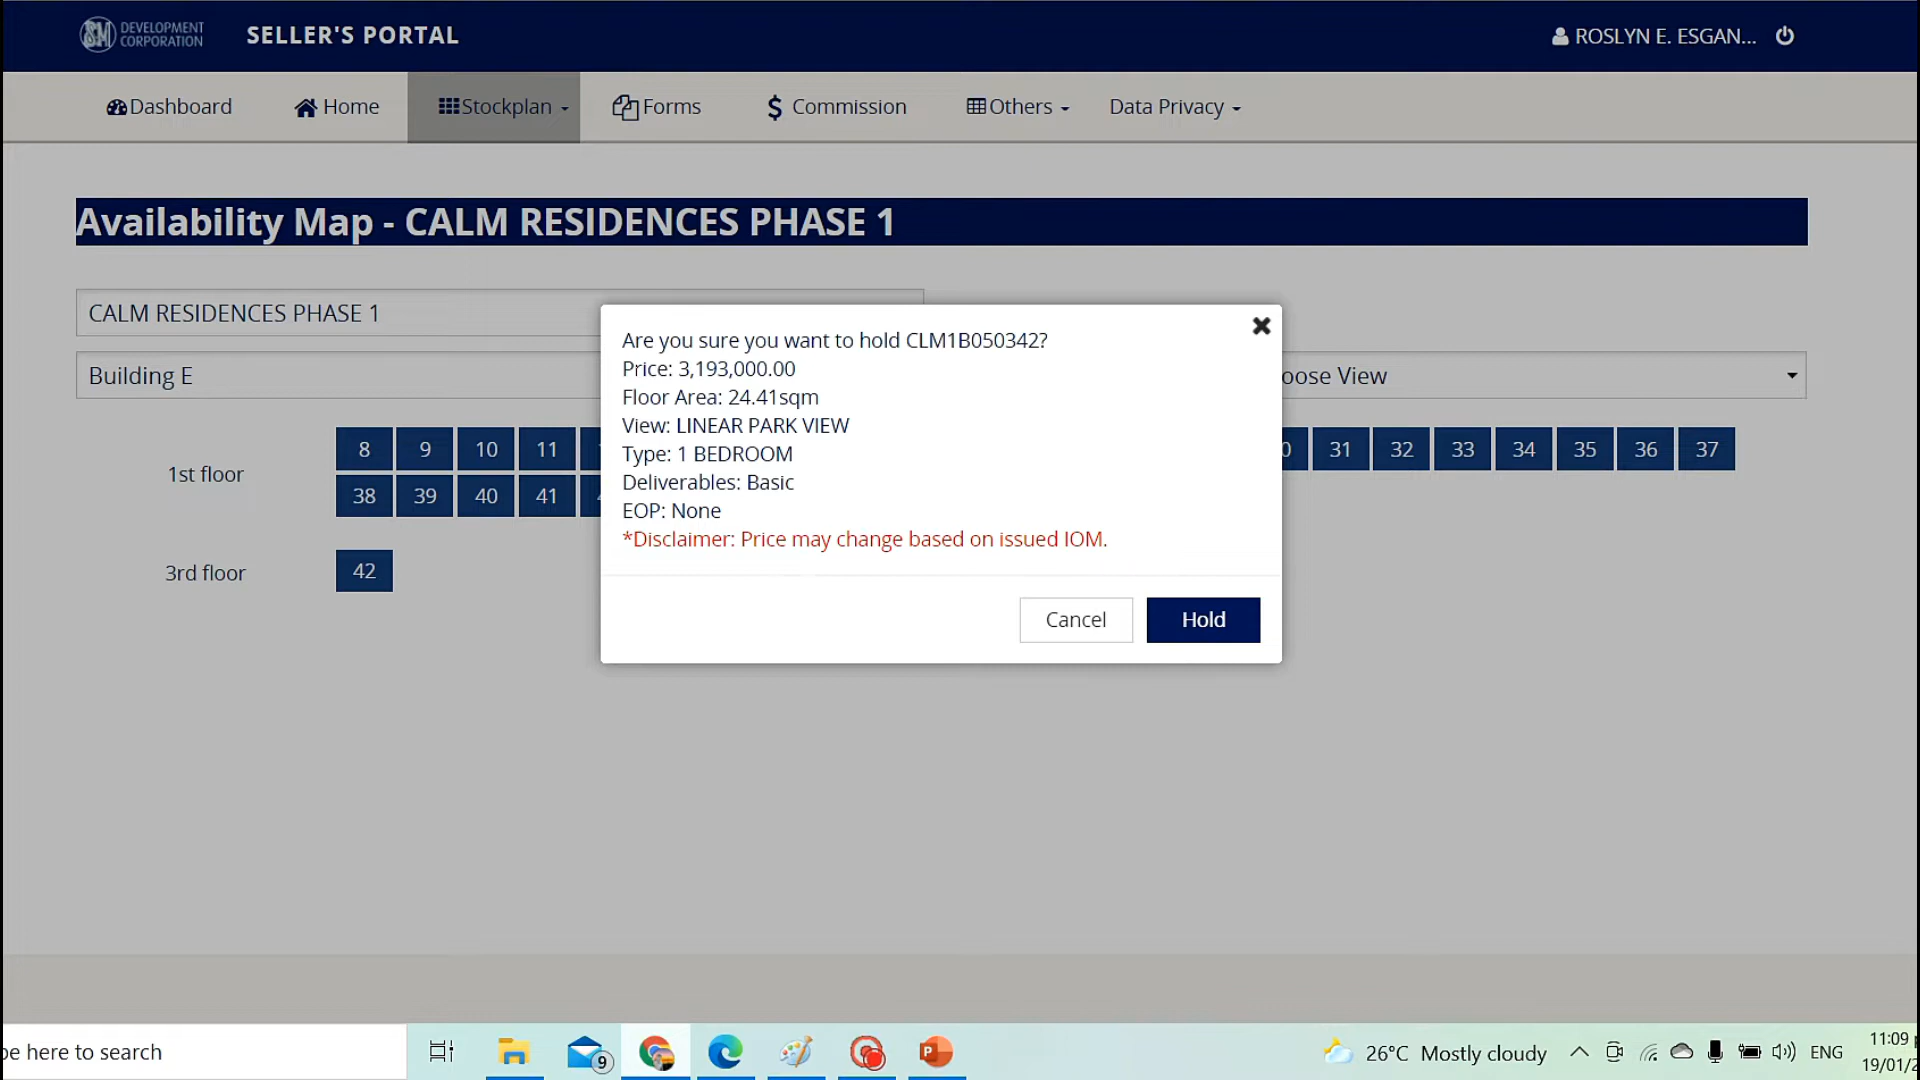 SM DEVELOPMENT
CORPORATION
SELLER'S PORTAL
ROSLYN E. ESGAN...
Dashboard
Home
Stockplan
Forms
$ Commission
Others
Data Privacy
Availability Map - CALM RESIDENCES PHASE 1
CALM RESIDENCES PHASE 1
Building E
oose View
Are you sure you want to hold CLM1B050342?
Price: 3,193,000.00
Floor Area: 24.41sqm
View: LINEAR PARK VIEW
Type: 1 BEDROOM
Deliverables: Basic
EOP: None
*Disclaimer: Price may change based on issued IOM.
Cancel
Hold
1st floor
8 9 10 11
31 32 33 34 35 36 37
38 39 40 41
3rd floor
42
pe here to search
9
P
26°C Mostly cloudy
ENG
11:09
19/01/2